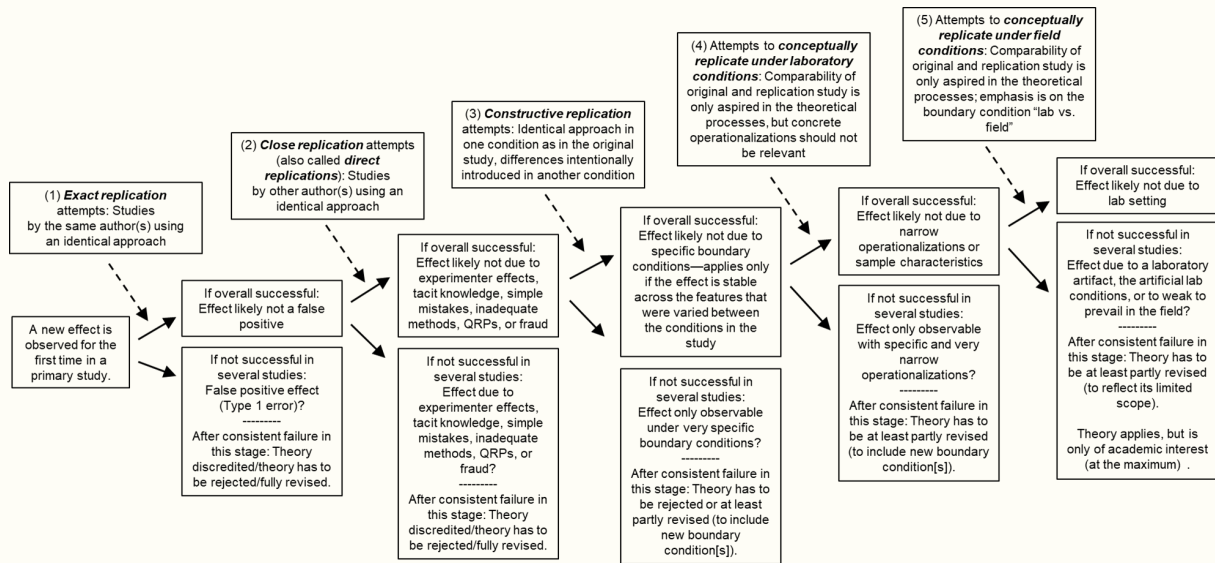 (1) Exact replication
attempts: Studies
by the same author(s) using
an identical approach
(2) Close replication attempts
(also called direct
replications): Studies
by other author(s) using an
identical approach
(3) Constructive replication
attempts: Identical approach in
one condition as in the original
study, differences intentionally
introduced in another condition
(4) Attempts to conceptually
replicate under laboratory
conditions: Comparability of
original and replication study is
only aspired in the theoretical
processes, but concrete
operationalizations should not
be relevant
(5) Attempts to conceptually
replicate under field
conditions: Comparability of
original and replication study is
only aspired in the theoretical
processes; emphasis is on the
boundary condition “lab vs.
field”
A new effect is
observed for the
first time in a
primary study.
If overall successful:
Effect likely not a false
positive
If not successful in
several studies:
False positive effect
(Type 1 error)?
---------
After consistent failure in
this stage: Theory
discredited/theory has to
be rejected/fully revised.
If overall successful:
Effect likely not due to
experimenter effects,
tacit knowledge, simple
mistakes, inadequate
methods, QRPs, or fraud
If not successful in
several studies:
Effect due to
experimenter effects,
tacit knowledge, simple
mistakes, inadequate
methods, QRPs, or
fraud?
---------
After consistent failure in
this stage: Theory
discredited/theory has to
be rejected/fully revised.
If overall successful:
Effect likely not due to
specific boundary
conditions—applies only
if the effect is stable
across the features that
were varied between
the conditions in the
study
If not successful in
several studies:
Effect only observable
under very specific
boundary conditions?
---------
After consistent failure in
this stage: Theory has to
be rejected or at least
partly revised (to include
new boundary
condition[s]).
If overall successful:
Effect likely not due to
narrow
operationalizations or
sample characteristics
If not successful in
several studies:
Effect only observable
with specific and very
narrow
operationalizations?
---------
After consistent failure in
this stage: Theory has to
be at least partly revised
(to include new boundary
condition[s]).
If overall successful:
Effect likely not due to
lab setting
If not successful in
several studies:
Effect due to a laboratory
artifact, the artificial lab
conditions, or to weak to
prevail in the field?
---------
After consistent failure
in this stage: Theory has to
be at least partly revised
(to reflect its limited
scope).
Theory applies, but is
only of academic interest
(at the maximum) .